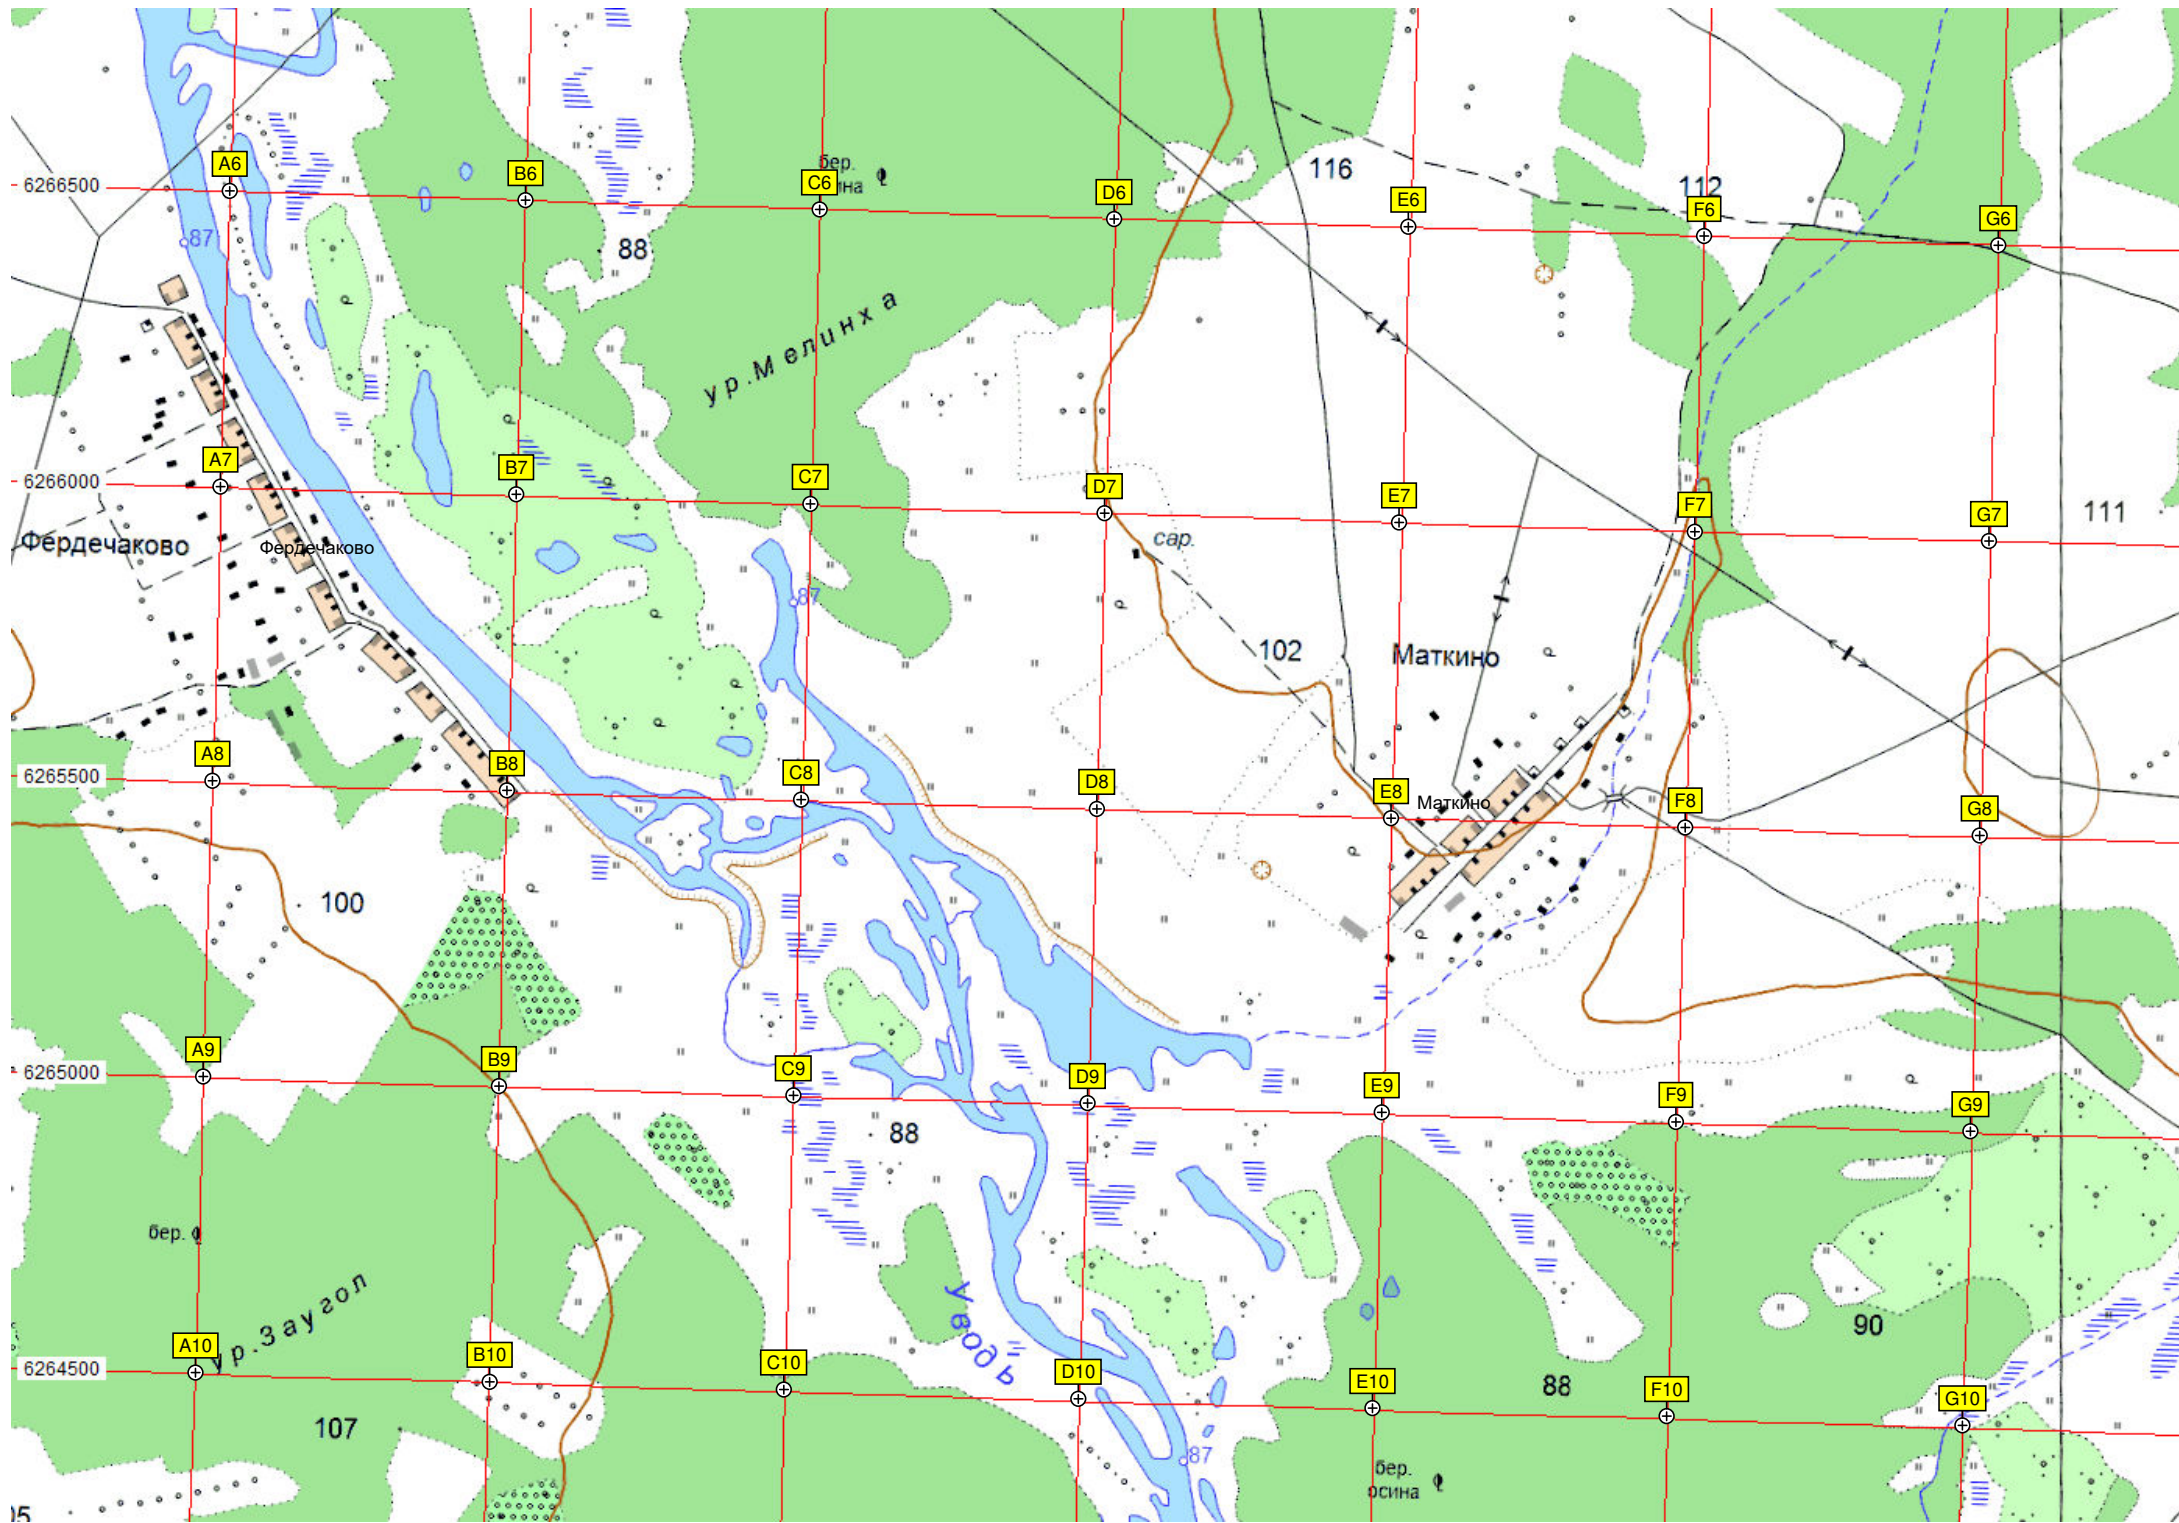 бер.
A6
B6
C6
ина
D6
116
E6
112
F6
G6
6266500
87
88
ур.Мелинха
A7
B7
C7
D7
E7
F7
G7
6266000
111
Фердечаково
Фердечаково
сар.
87
102
Маткино
A8
B8
C8
D8
E8
F8
G8
6265500
Маткино
100
A9
B9
C9
D9
E9
F9
G9
6265000
88
бер.
ур.Заугол
Уводь
90
A10
B10
C10
D10
E10
F10
G10
6264500
88
107
87
бер.
осина